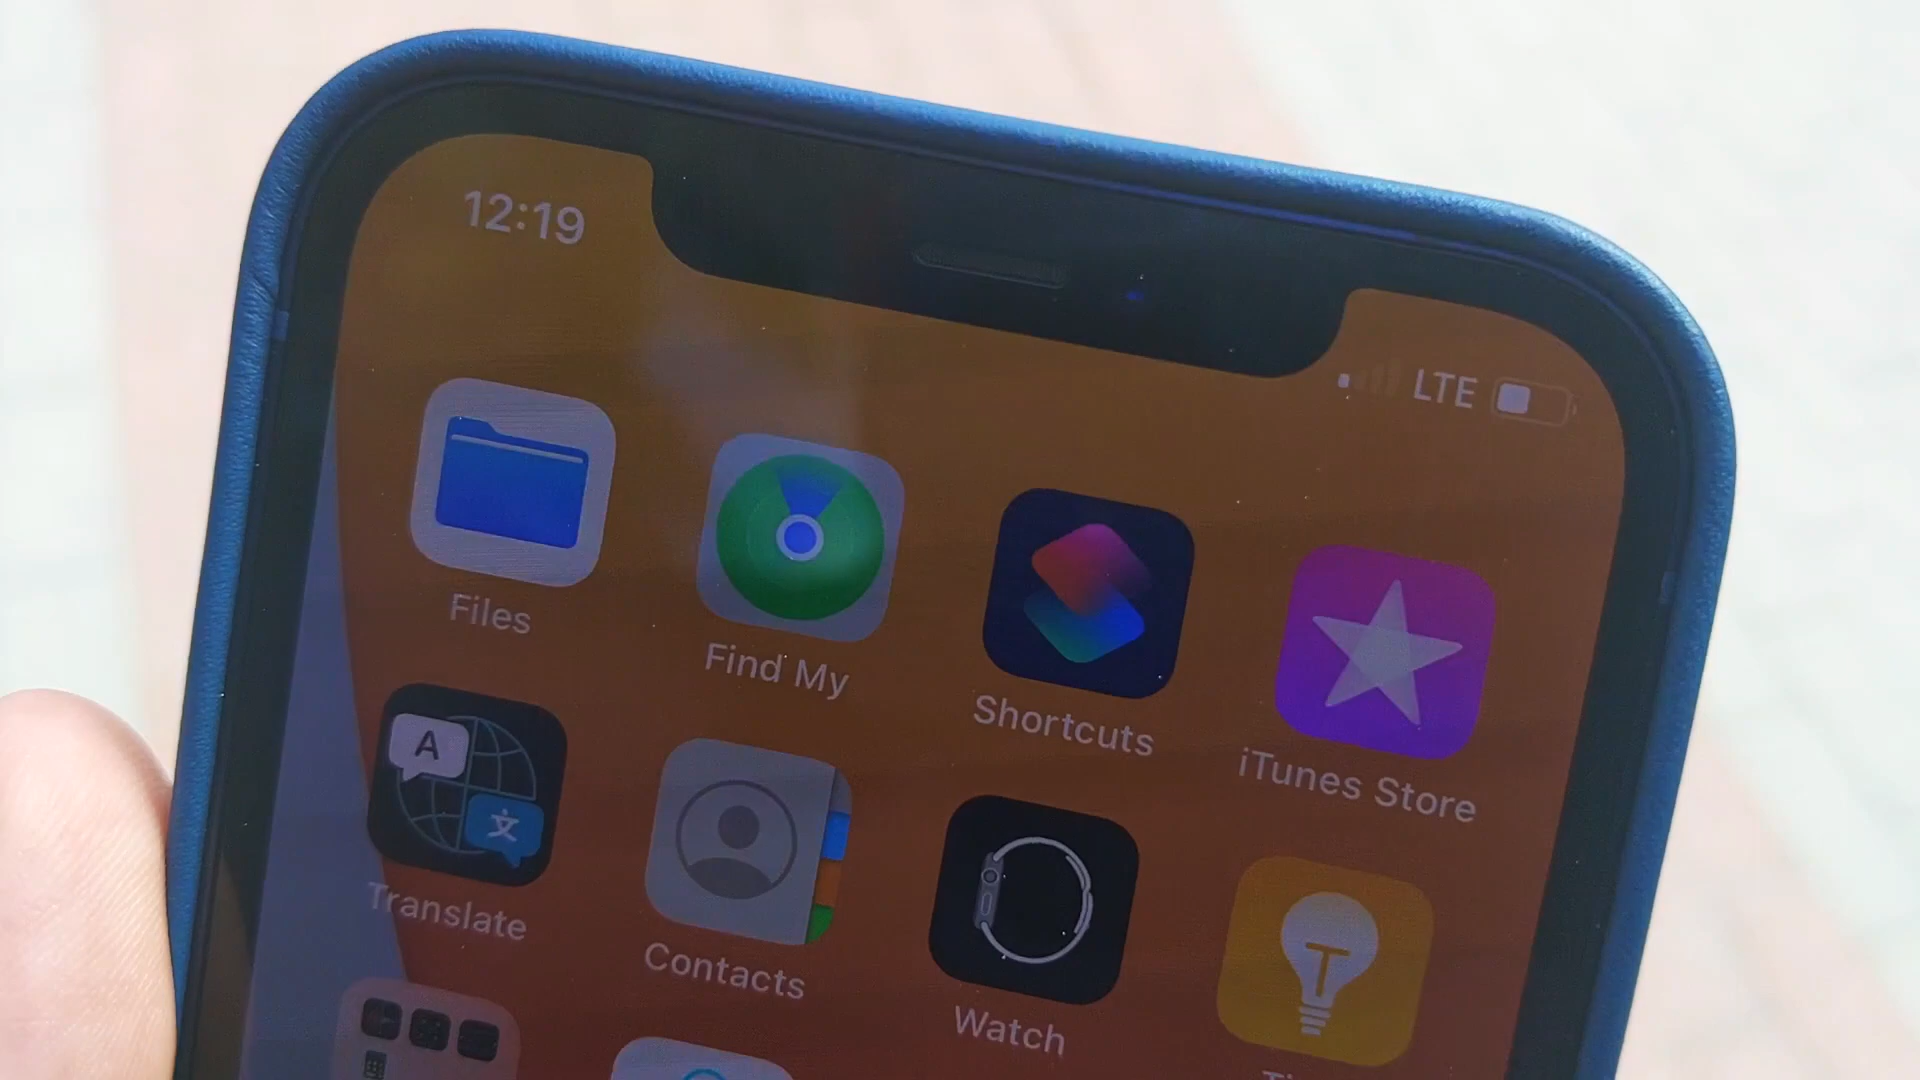 12:19
LTE
Files
Find My
Shortcuts
iTunes Store
A
文
Translate
Contacts
Watch
T